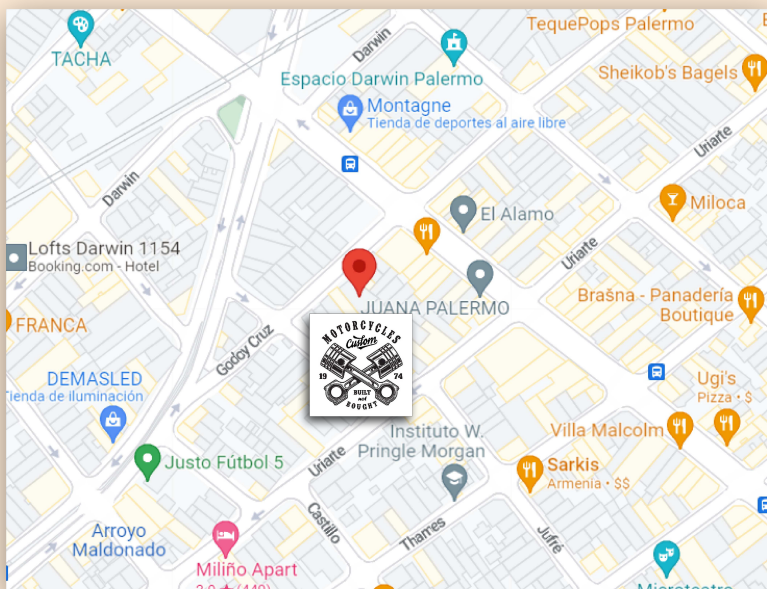 TequePops Palermo
TACHA
Darwin
Espacio Darwin Palermo
Sheikob's Bagels
Montagne
Tienda de deportes al aire libre
Uriarte
Darwin
Miloca
El Alamo
Lofts Darwin 1154
Booking.com - Hotel
Uriarte
JUANA PALERMO
Brašna - Panadería
Boutique
FRANCA
MOTORCYCLES
Custom
19 74
BUILT
not
BOUGHT
Godoy Cruz
DEMASLED
Tienda de iluminación
Ugi's
Pizza • $
Villa Malcolm
Instituto W.
Pringle Morgan
Justo Fútbol 5
Uriarte
Sarkis
Armenia • $$
Castillo
Thames
Jufré
Arroyo
Maldonado
Miliño Apart